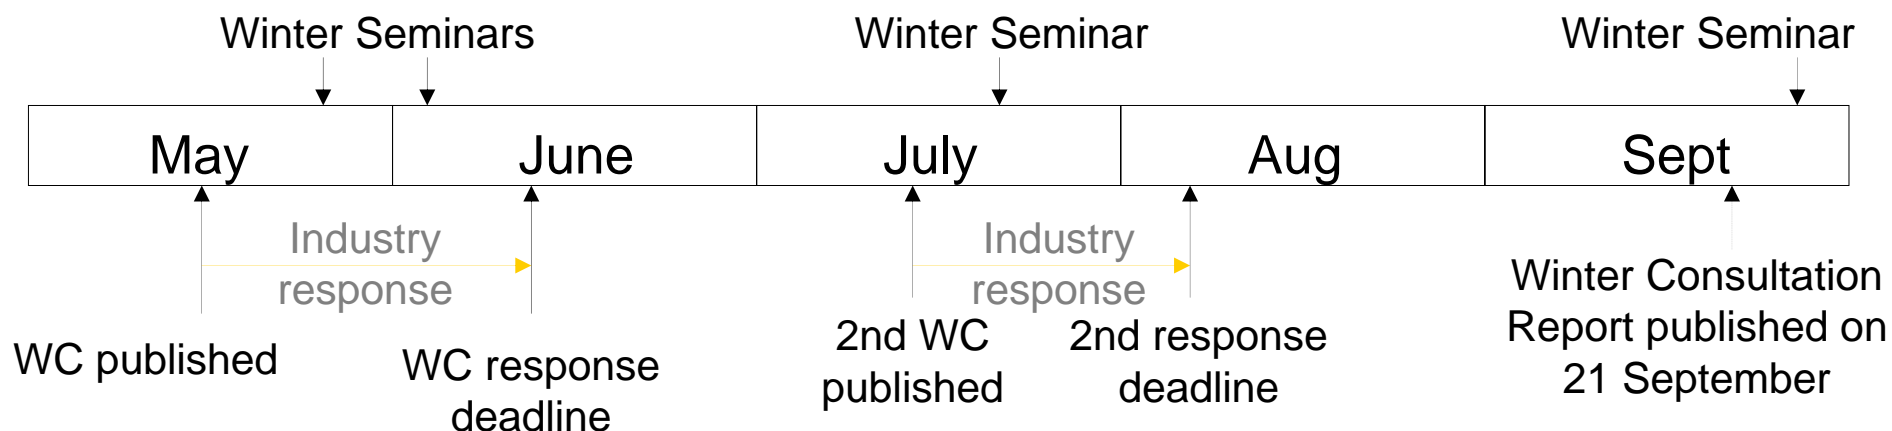 Winter Seminars
Winter Seminar
Winter Seminar
May
June
July
Aug
Sept
Industry
response
Industry
response
WC published
WC response
deadline
2nd WC
published
2nd response
deadline
Winter Consultation
Report published on
21 September